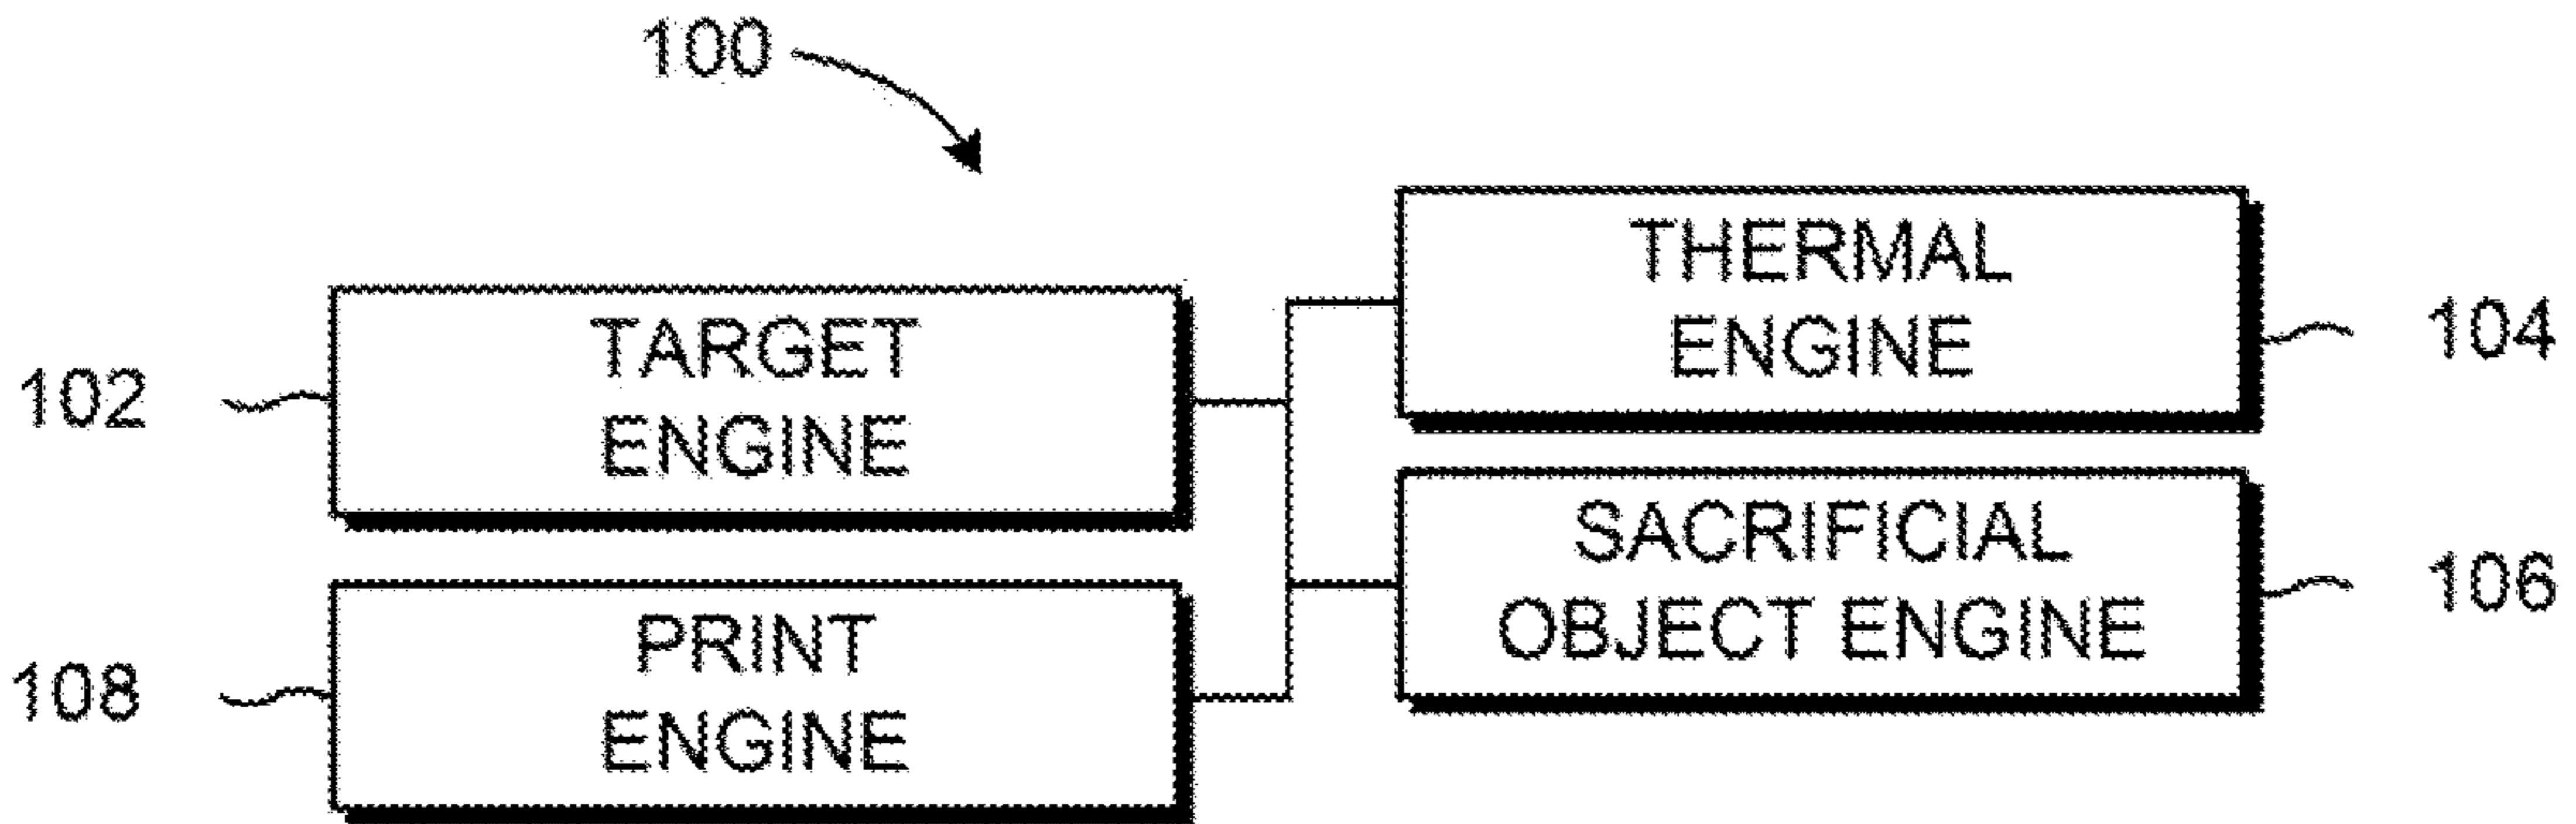 100
THERMAL
ENGINE
104
TARGET
ENGINE
102
SACRIFICIAL
OBJECT ENGINE
106
PRINT
ENGINE
108